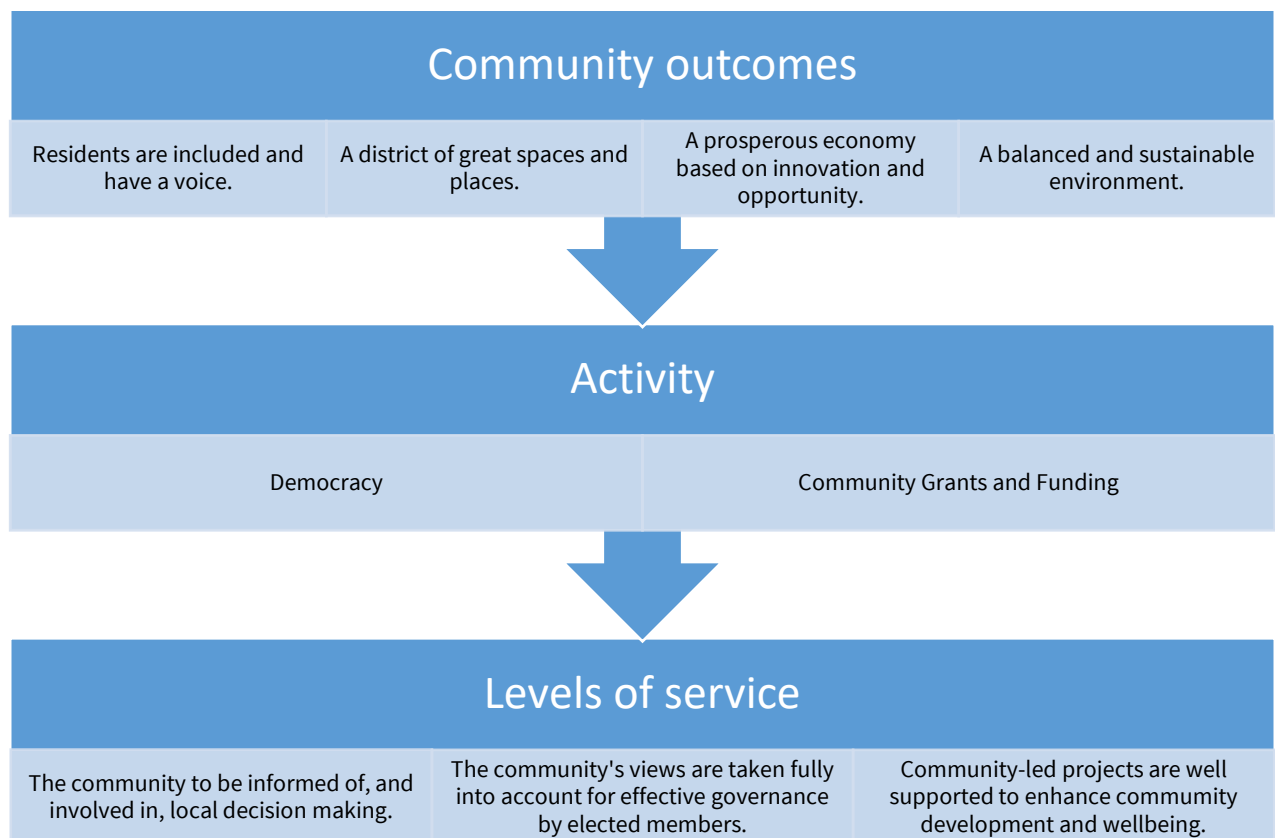 Community outcomes
Residents are included and
have a voice.
A district of great spaces and
places.
A prosperous economy
based on innovation and
opportunity.
A balanced and sustainable
environment.
Activity
Democracy
Community Grants and Funding
Levels of service
The community to be informed of, and
involved in, local decision making.
The community's views are taken fully
into account for effective governance
by elected members.
Community-led projects are well
supported to enhance commumity
development and wellbeing.